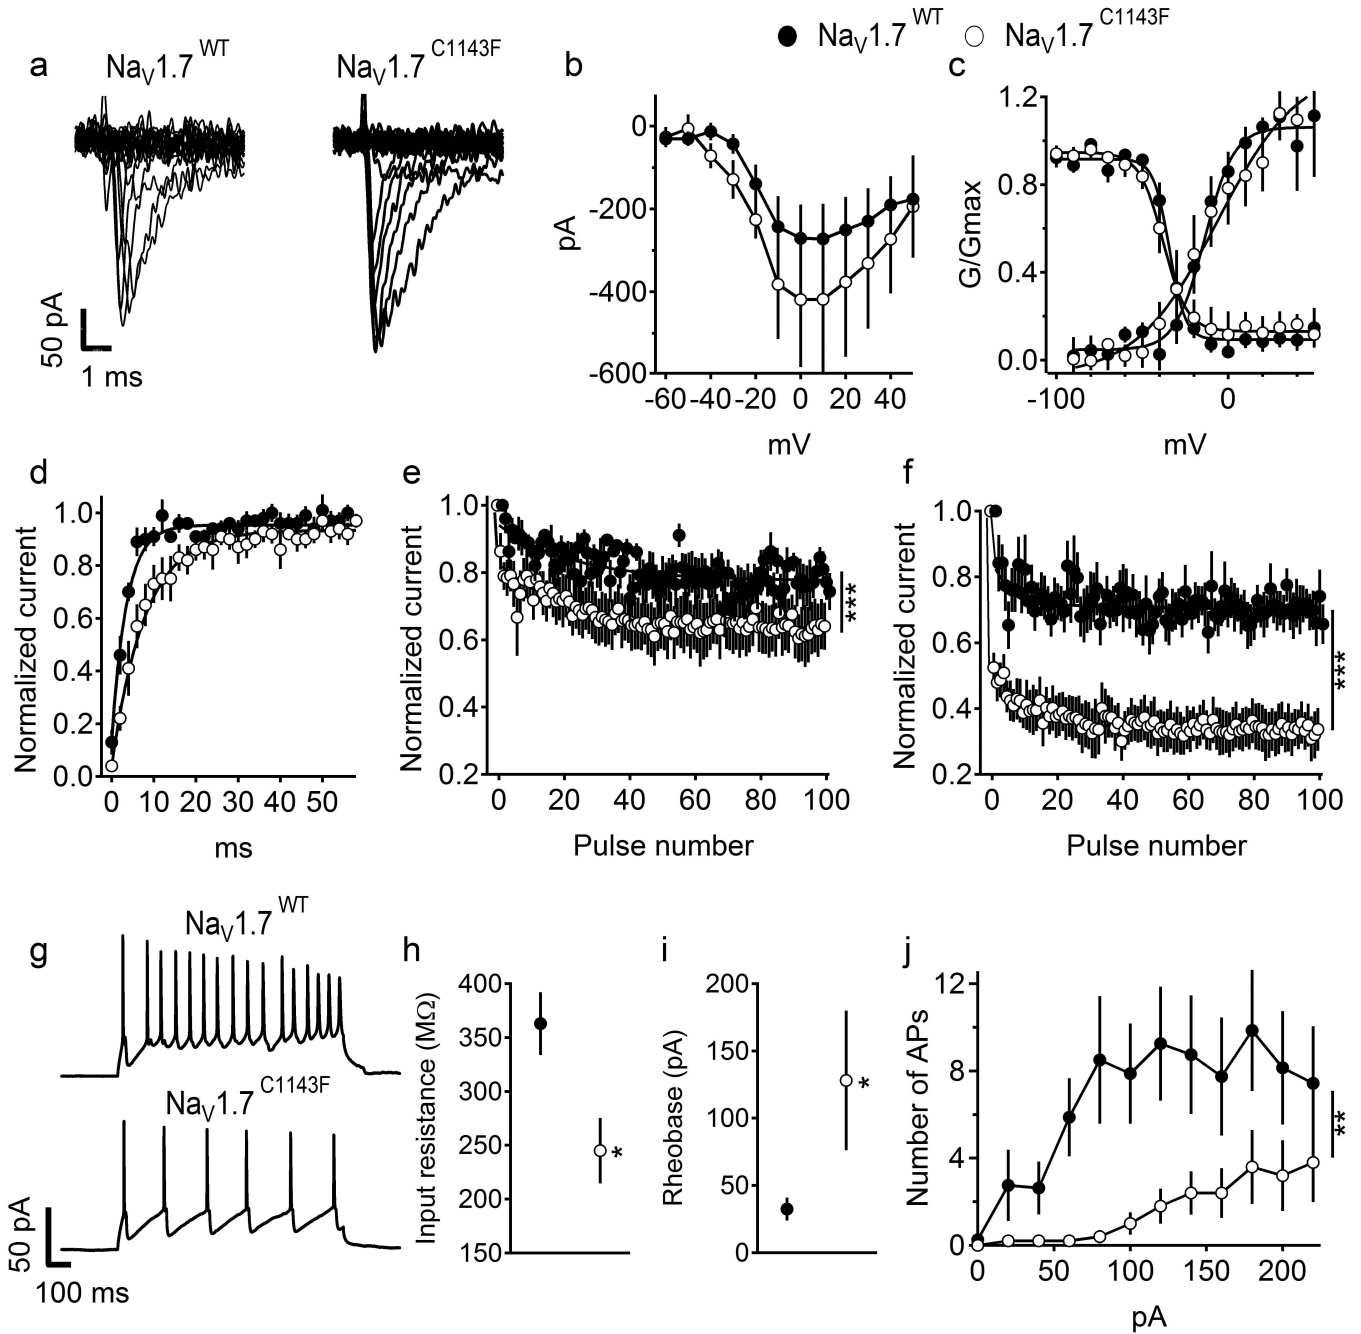 NaV1.7 WT NaV1.7 C1143F
a NaV1.7 WT NaV1.7 C1143F
50 pA
1 ms
b
pA
0
-200
-400
-600
-60 -40 -20 0 20 40
mV
c
G/Gmax
1.2
0.8
0.4
0.0
-100 0
mV
d
Normalized current
1.0
0.8
0.6
0.4
0.2
0.0
0 10 20 30 40 50
ms
e
Normalized current
1.0
0.8
0.6
0.4
0.2
***
0 20 40 60 80 100
Pulse number
f
Normalized current
1.0
0.8
0.6
0.4
0.2
***
0 20 40 60 80 100
Pulse number
g
NaV1.7 WT
NaV1.7 C1143F
50 pA
100 ms
h
Input resistance (MΩ)
400
350
300
250
200
150
*
i
Rheobase (pA)
200
150
100
50
0
*
j
Number of APs
12
8
4
0
**
0 50 100 150 200
pA